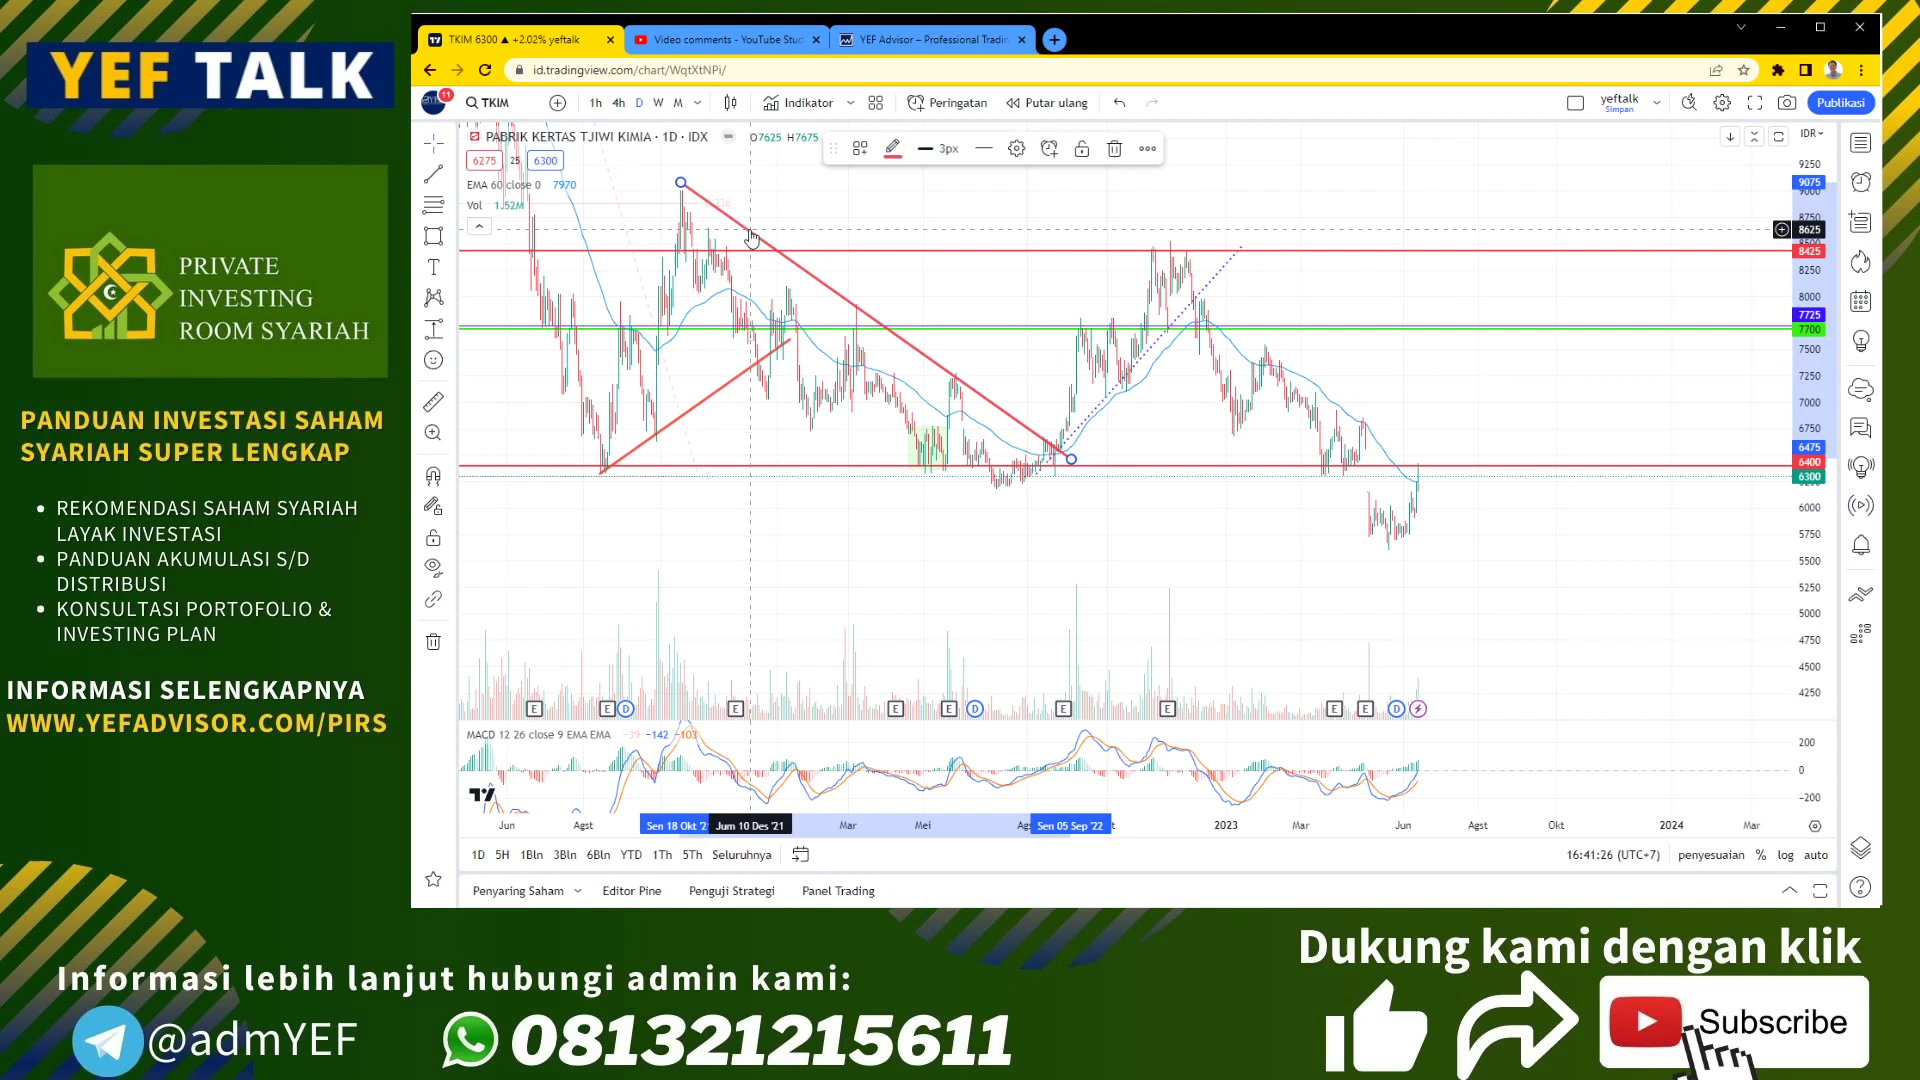 YEF TALK
PRIVATE
INVESTING
ROOM SYARIAH
PANDUAN INVESTASI SAHAM
SYARIAH SUPER LENGKAP
REKOMENDASI SAHAM SYARIAH
LAYAK INVESTASI
PANDUAN AKUMULASI S/D
DISTRIBUSI
KONSULTASI PORTOFOLIO &
INVESTING PLAN
INFORMASI SELENGKAPNYA
WWW.YEFADVISOR.COM/PIRS
TKIM 6300 ▲ +2.02% yeftalk
Video comments - YouTube Stud
YEF Advisor – Professional Tradin
id.tradingview.com/chart/WqtXtNPi/
11
TKIM
1h 4h D W M
Indikator
Peringatan
Putar ulang
yeftalk
Simpan
Publikasi
PABRIK KERTAS TJIWI KIMIA · 1D · IDX
O7625 H7675
3px
IDR
6275 25 6300
EMA 60 close 0 7970
Vol 1.52M
9250
9075
9000
8750
8625
8425
8250
8000
7725
7700
7500
7250
7000
6750
6475
6400
6300
6000
5750
5500
5250
5000
4750
4500
4250
E E D E E E D E E E E D
MACD 12 26 close 9 EMA EMA −39 −142 −103
200
0
−200
Jun Agst Sen 18 Okt '2 Jum 10 Des '21 Mar Mei Ag Sen 05 Sep '22 t 2023 Mar Jun Agst Okt 2024 Mar
1D 5H 1Bln 3Bln 6Bln YTD 1Th 5Th Seluruhnya
16:41:26 (UTC+7) penyesuaian % log auto
Penyaring Saham Editor Pine Penguji Strategi Panel Trading
Informasi lebih lanjut hubungi admin kami:
@admYEF
081321215611
Dukung kami dengan klik
Subscribe